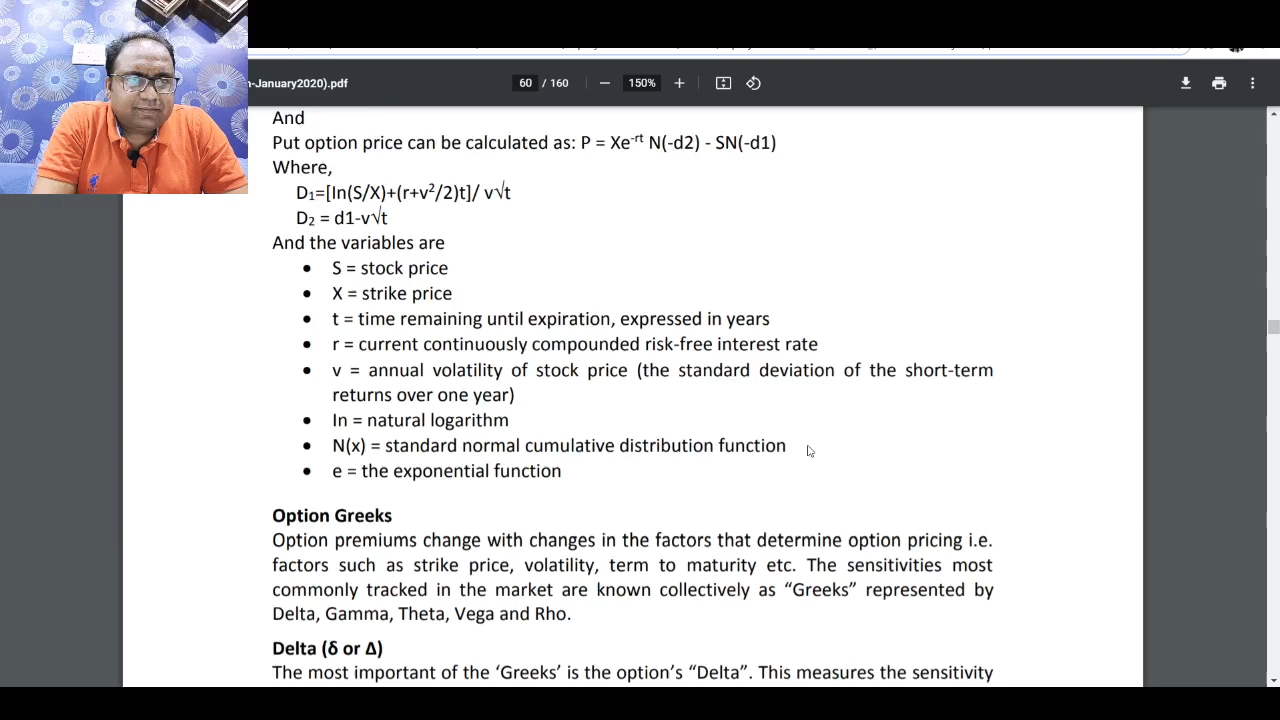 n-January2020).pdf
60 / 160
150%
And
Put option price can be calculated as: P = Xe-rt N(-d2) - SN(-d1)
Where,
D1=[In(S/X)+(r+v2/2)t]/ v√t
D2 = d1-v√t
And the variables are
• S = stock price
• X = strike price
• t = time remaining until expiration, expressed in years
• r = current continuously compounded risk-free interest rate
• v = annual volatility of stock price (the standard deviation of the short-term
returns over one year)
• In = natural logarithm
• N(x) = standard normal cumulative distribution function
• e = the exponential function
Option Greeks
Option premiums change with changes in the factors that determine option pricing i.e.
factors such as strike price, volatility, term to maturity etc. The sensitivities most
commonly tracked in the market are known collectively as “Greeks” represented by
Delta, Gamma, Theta, Vega and Rho.
Delta (δ or Δ)
The most important of the ‘Greeks’ is the option’s “Delta”. This measures the sensitivity